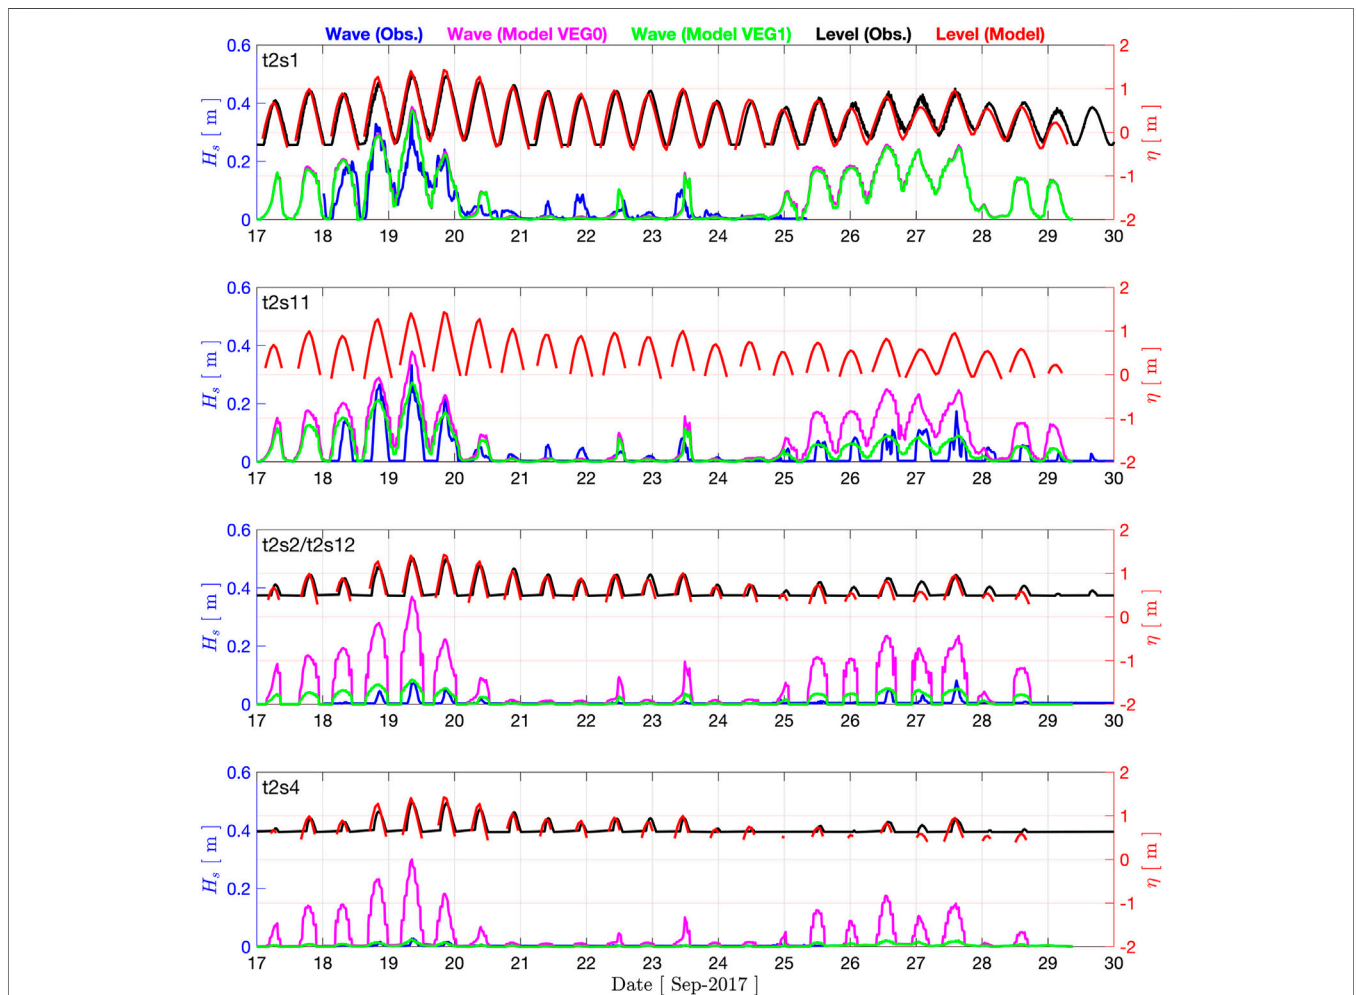 Wave (Obs.) Wave (Model VEG0) Wave (Model VEG1) Level (Obs.) Level (Model)
t2s1
0.6
0.4
0.2
0
H_s [ m ]
2
1
0
-1
-2
η [ m ]
17 18 19 20 21 22 23 24 25 26 27 28 29 30
t2s11
0.6
0.4
0.2
0
H_s [ m ]
2
1
0
-1
-2
η [ m ]
17 18 19 20 21 22 23 24 25 26 27 28 29 30
t2s2/t2s12
0.6
0.4
0.2
0
H_s [ m ]
2
1
0
-1
-2
η [ m ]
17 18 19 20 21 22 23 24 25 26 27 28 29 30
t2s4
0.6
0.4
0.2
0
H_s [ m ]
2
1
0
-1
-2
η [ m ]
17 18 19 20 21 22 23 24 25 26 27 28 29 30
Date [ Sep-2017 ]